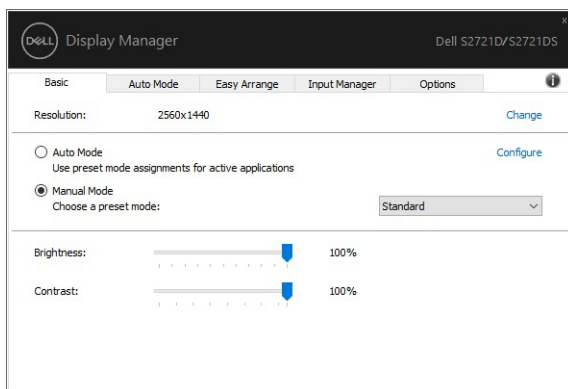 x
DELL Display Manager Dell S2721D/S2721DS
Basic Auto Mode Easy Arrange Input Manager Options i
Resolution: 2560x1440 Change
Auto Mode Configure
Use preset mode assignments for active applications
Manual Mode
Choose a preset mode: Standard
Brightness: 100%
Contrast: 100%